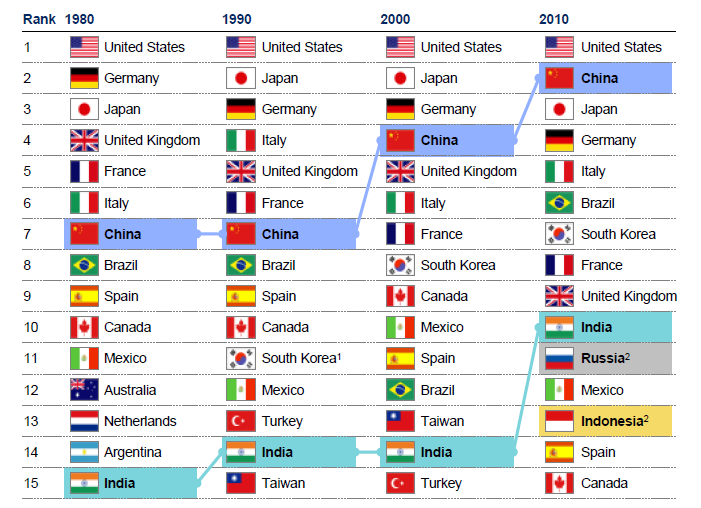 Rank 1980 1990 2000 2010
1 United States United States United States United States
2 Germany Japan Japan China
3 Japan Germany Germany Japan
4 United Kingdom Italy China Germany
5 France United Kingdom United Kingdom Italy
6 Italy France Italy Brazil
7 China China France South Korea
8 Brazil Brazil South Korea France
9 Spain Spain Canada United Kingdom
10 Canada Canada Mexico India
11 Mexico South Korea¹ Spain Russia²
12 Australia Mexico Brazil Mexico
13 Netherlands Turkey Taiwan Indonesia²
14 Argentina India India Spain
15 India Taiwan Turkey Canada